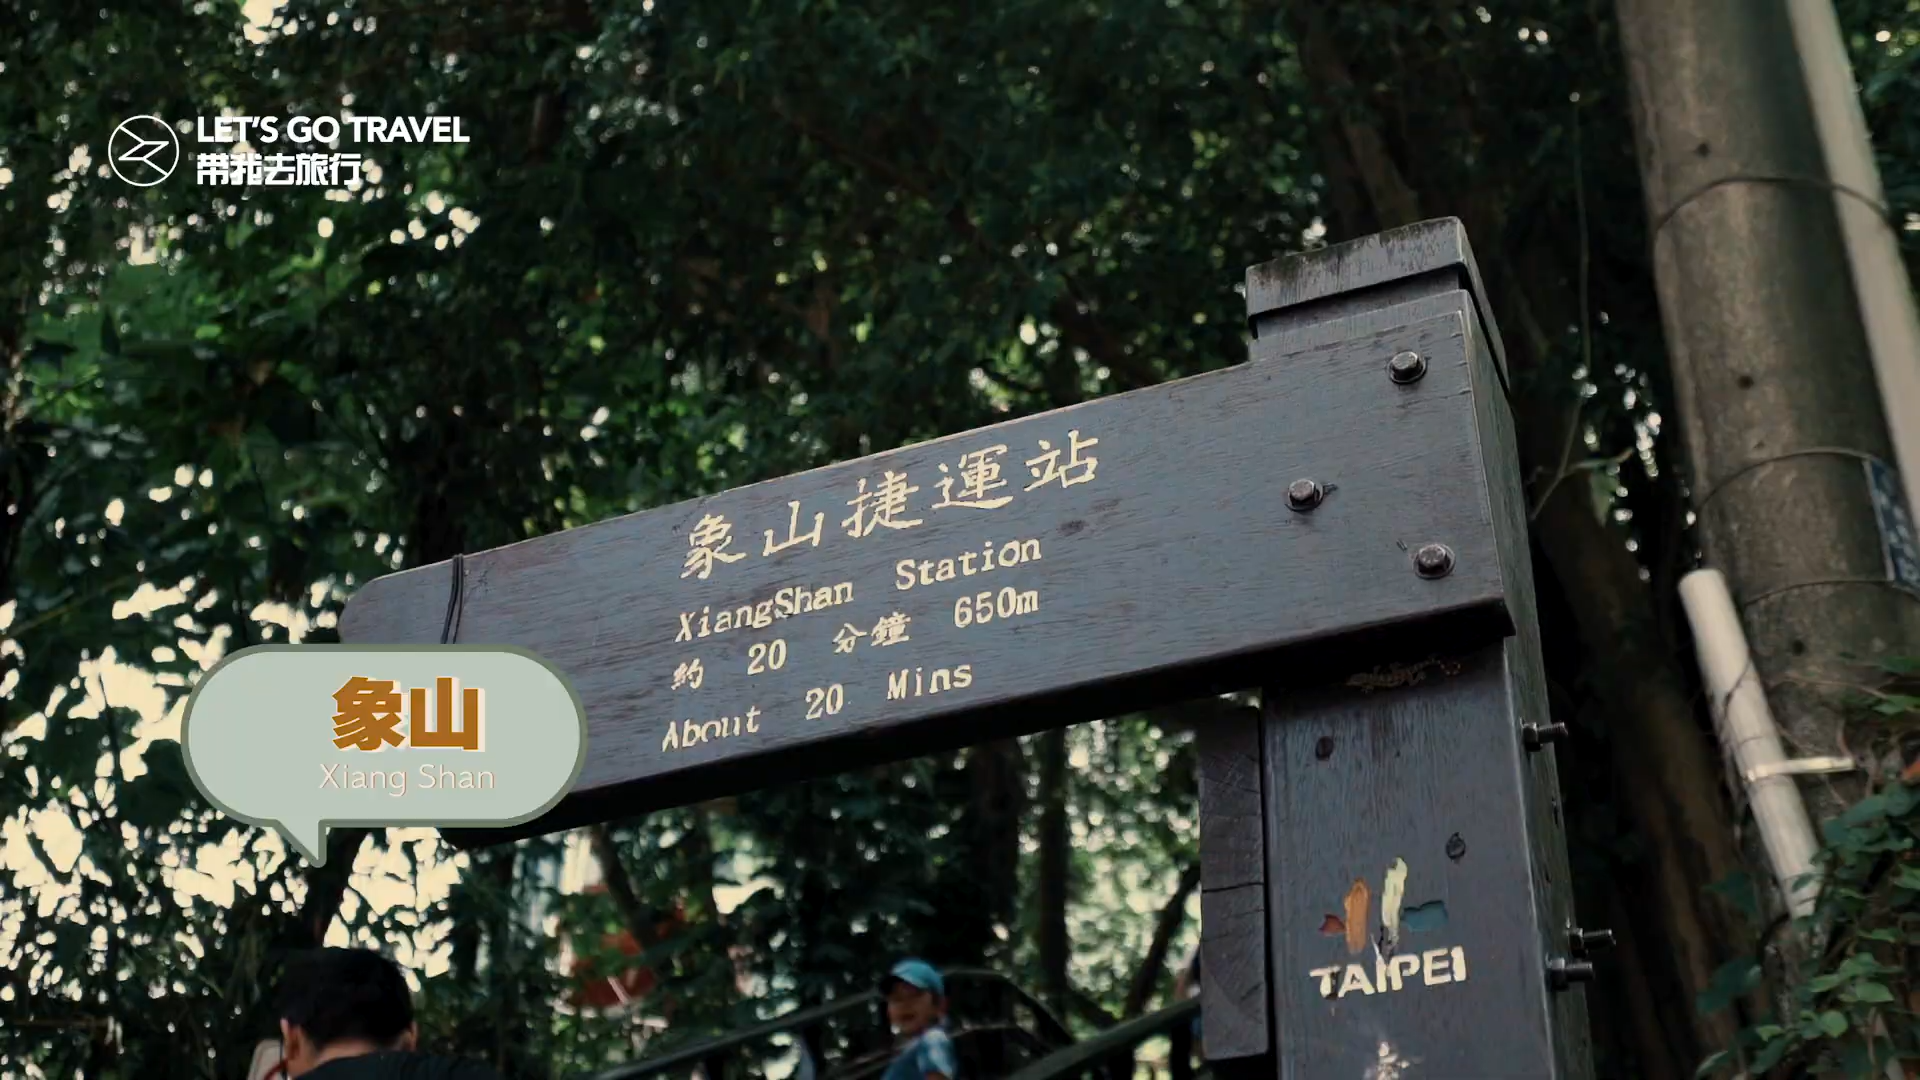 LET'S GO TRAVEL
带我去旅行
象山捷運站
XiangShan Station
約 20 分鐘 650m
About 20 Mins
象山
Xiang Shan
TAIPEI